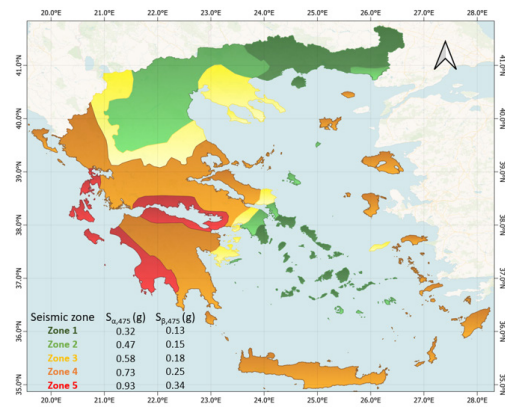 20.0°E 21.0°E 22.0°E 23.0°E 24.0°E 25.0°E 26.0°E 27.0°E 28.0°E
41.0°N 41.0°N
40.0°N 40.0°N
39.0°N 39.0°N
38.0°N 38.0°N
37.0°N 37.0°N
36.0°N 36.0°N
35.0°N 35.0°N
Seismic zone Sα,475 (g) Sβ,475 (g)
Zone 1 0.32 0.13
Zone 2 0.47 0.15
Zone 3 0.58 0.18
Zone 4 0.73 0.25
Zone 5 0.93 0.34
20.0°E 21.0°E 22.0°E 23.0°E 24.0°E 25.0°E 26.0°E 27.0°E 28.0°E